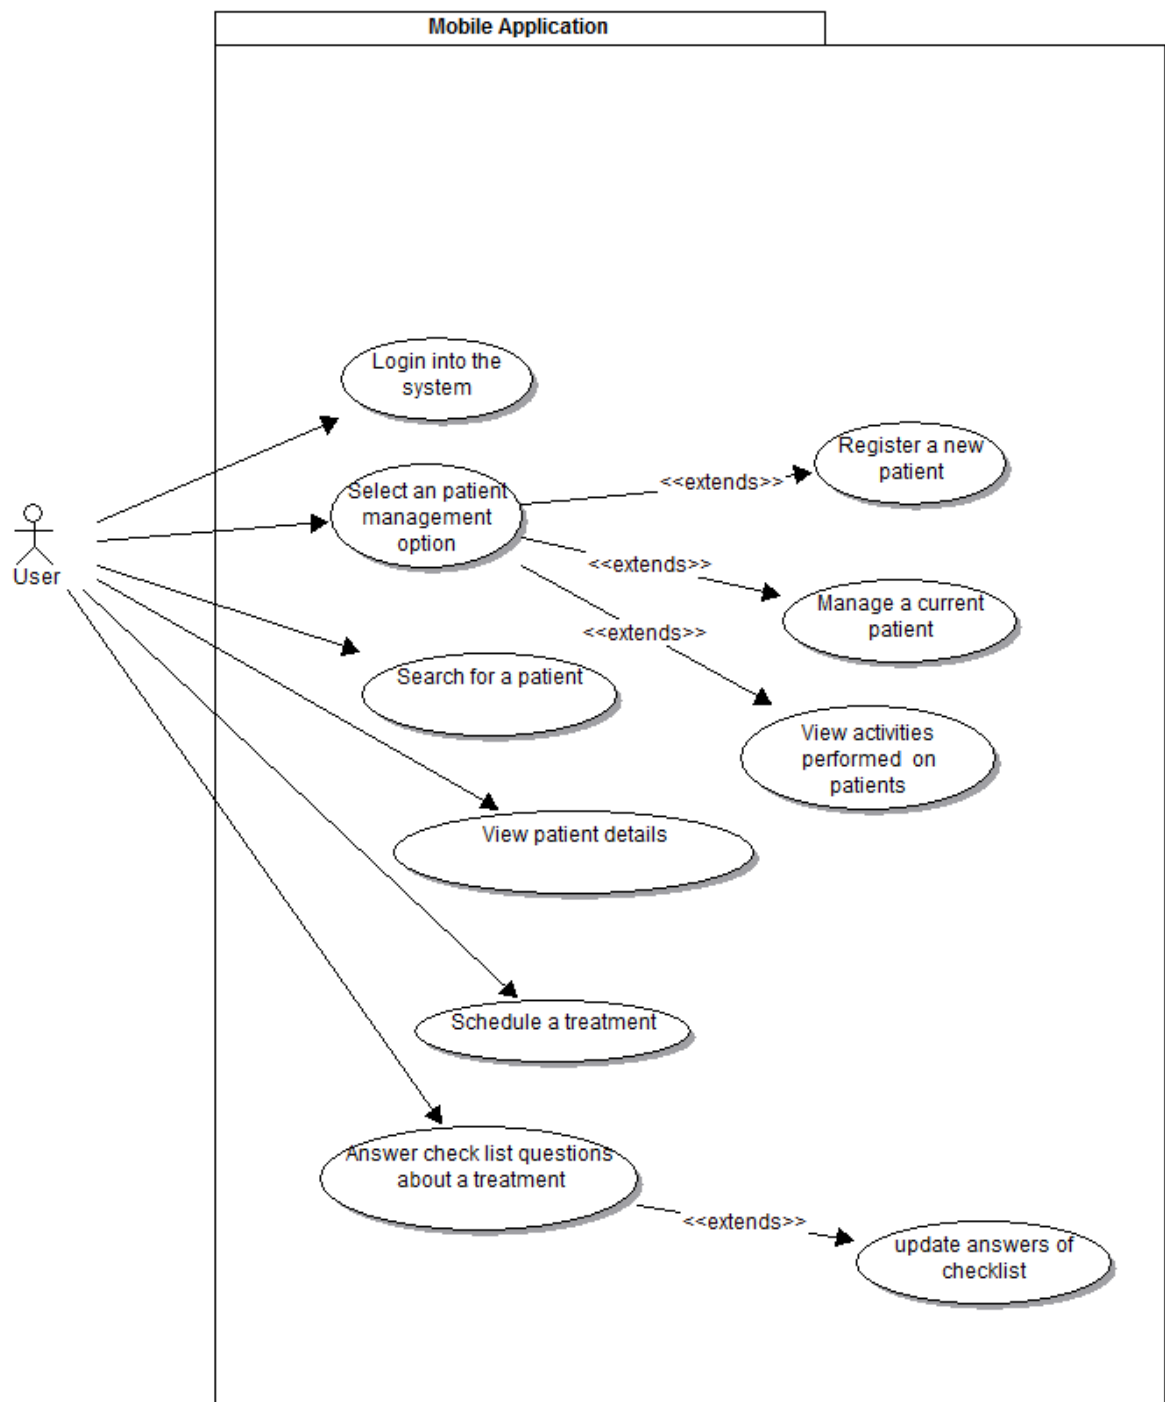 Mobile Application
Login into the
system
Register a new
patient
<<extends>>
Select an patient
management
option
User
<<extends>>
Manage a current
patient
<<extends>>
Search for a patient
View activities
performed  on
patients
View patient details
Schedule a treatment
Answer check list questions
about a treatment
<<extends>>
update answers of
checklist